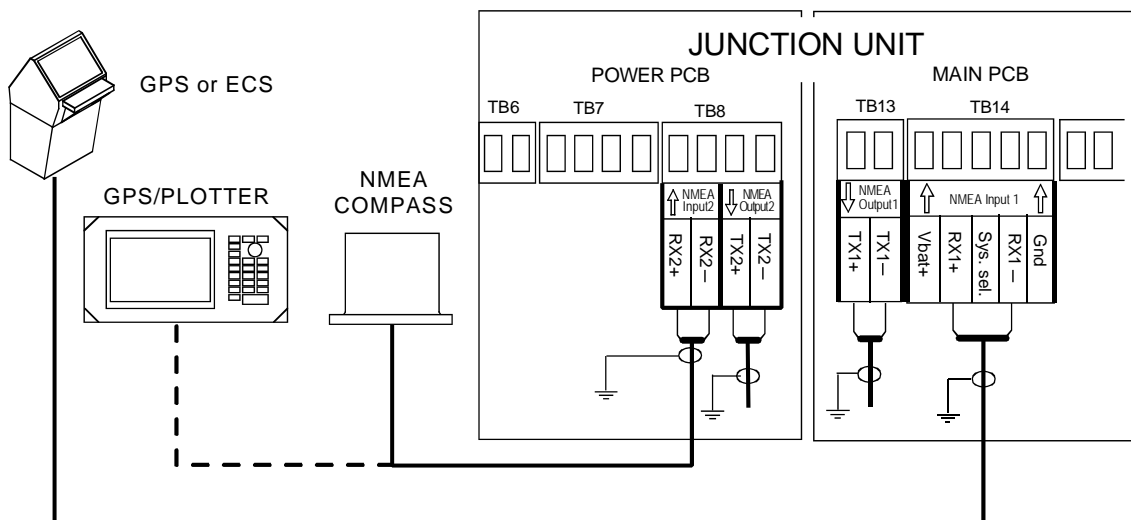 JUNCTION UNIT
GPS or ECS
POWER PCB
MAIN PCB
TB6
TB7
TB8
TB13
TB14
GPS/PLOTTER
NMEA
COMPASS
NMEA
Input2
NMEA
Output2
NMEA
Output1
NMEA Input 1
RX2+
RX2–
TX2+
TX2–
TX1+
TX1–
Vbat+
RX1+
Sys. sel.
RX1–
Gnd